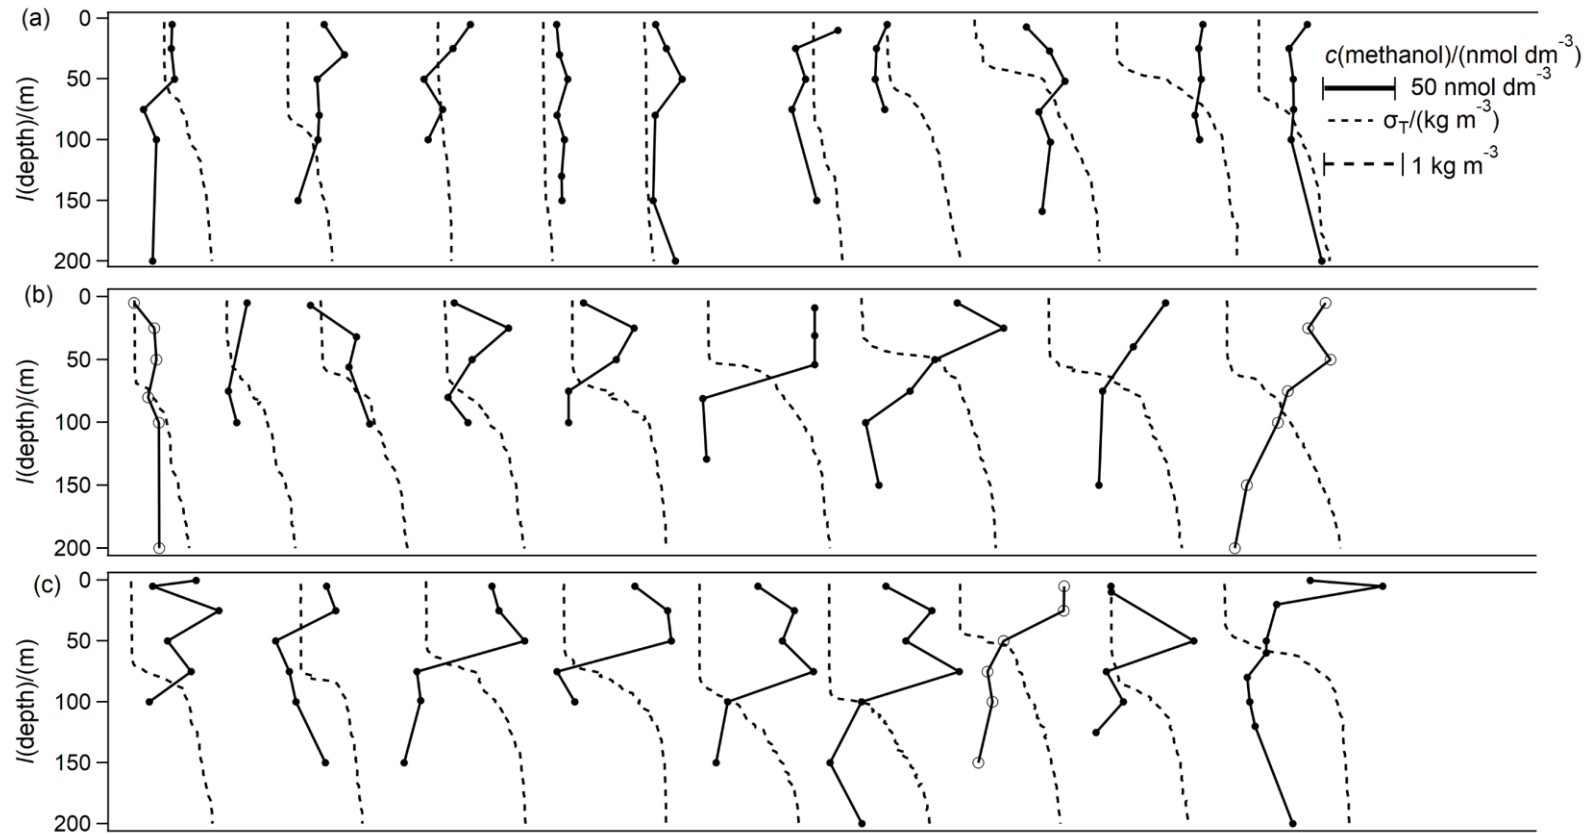 (a)
0
50
100
150
200
l(depth)/(m)
c(methanol)/(nmol dm⁻³)
50 nmol dm⁻³
σT/(kg m⁻³)
1 kg m⁻³
(b)
0
50
100
150
200
l(depth)/(m)
(c)
0
50
100
150
200
l(depth)/(m)